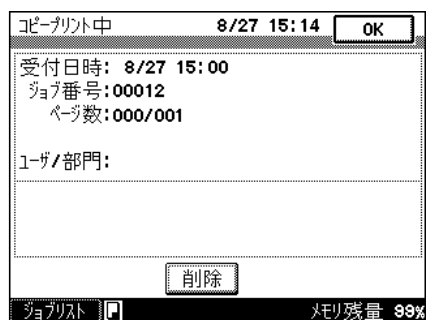 コピープリント中 8/27 15:14 OK
受付日時: 8/27 15:00
ジョブ番号:00012
ページ数:000/001
ユーザ/部門:
削除
ジョブリスト メモリ残量 99%